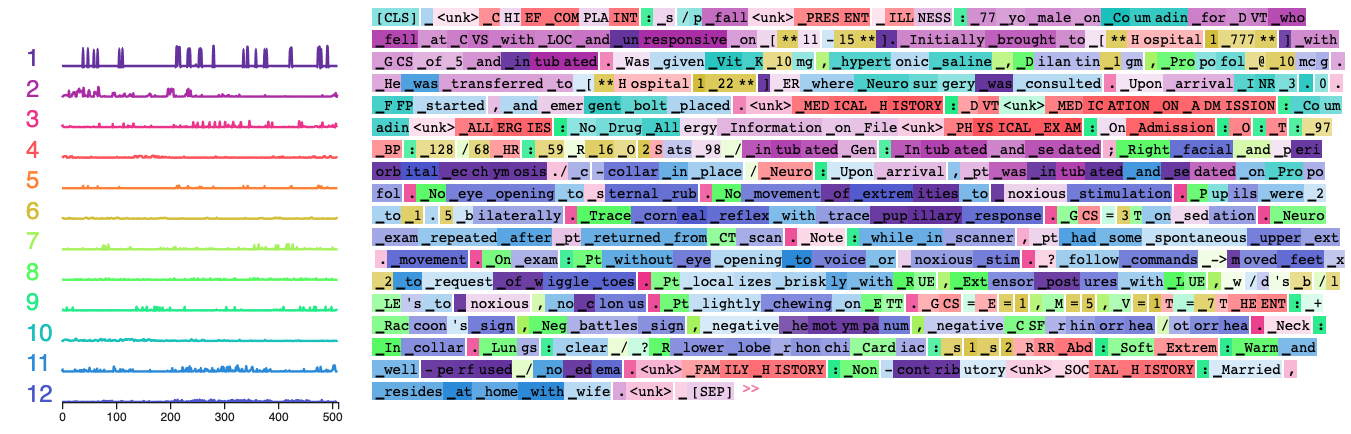 1
2
3
4
5
6
7
8
9
10
11
12
0 100 200 300 400 500
[CLS] _ <unk> _C HI EF _COM PLA INT : _s / p _fall <unk> _PRES ENT _ILL NESS : _77 _yo _male _on _Co um adin _for _D VT _who
_fell _at _C VS _with _LOC _and _un responsive _on _[ ** 11 - 15 ** ] . _Initially _brought _to _[ ** H ospital _1 _777 ** ] _with
_G CS _of _5 _and _in tub ated . _Was _given _Vit _K _10 mg , _hypert onic _saline , _D ilan tin _1 gm , _Pro po fol _@ _10 mc g .
_He _was _transferred _to _[ ** H ospital _1 _22 ** ] _ER _where _Neuro sur gery _was _consulted . _Upon _arrival _I NR _3 . 0 .
_F FP _started , _and _emer gent _bolt _placed . <unk> _MEDICAL _H ISTORY : _D VT <unk> _MED IC ATION _ON _A DM ISSION : _Co um
adin <unk> _ALL ERG IES : _No _Drug _All ergy _Information _on _File <unk> _PH YS ICAL _EX AM : _On _Admission : _O : _T : _97
_BP : _128 / 68 _HR : _59 _R _16 _O 2 S ats _98 _/ _in tub ated _Gen : _In tub ated _and _se dated ; _Right _facial _and _p eri
orb ital _ec ch ym osis . / _c - collar _in _place / _Neuro : _Upon _arrival , _pt _was _in tub ated _and _se dated _on _Pro po
fol . _No _eye _opening _to _s ternal _rub . _No _movement _of _extrem ities _to _ noxious _stimulation . _P up ils _were _2
_to _1 . 5 _b ilaterally . _Trace _corn eal _reflex _with _trace _pup illary _response . _G CS = 3 T _on _sed ation . _Neuro
_exam _repeated _after _pt _returned _from _CT _scan . _Note : _while _in _scanner , _pt _had _some _spontaneous _upper _ext
. _movement . _On _exam : _Pt _without _eye _opening _to _voice _or _ noxious _stim . _? _follow _commands _–> _m oved _feet _x
2 _to _request _of _w iggle _toes . _Pt _local izes _brisk ly _with _R UE , _Ext ensor _post ures _with _L UE , _w / d 's _b / l
_LE 's _to _ noxious , _no _c lon us . _Pt _lightly _chewing _on _E TT . _G CS = _E = 1 , _M = 5 , _V = 1 T = _7 T _HE ENT : _+
_Rac coon 's _sign , _Neg _battles _sign , _negative _he mot ym pa num , _negative _C SF _r hin orr hea / ot orr hea . _Neck :
_In _collar . _Lun gs : _clear _/ _? _R _lower _lobe _r hon chi _Card iac : _s 1 _s 2 _R RR _Abd : _Soft _Extrem : _Warm _and
_well - perf used _/ _no _ed ema . <unk> _FAM ILY _H ISTORY : _Non - cont rib utory <unk> _SOC IAL _H ISTORY : _Married ,
_resides _at _home _with _wife . <unk> _ [SEP] >>